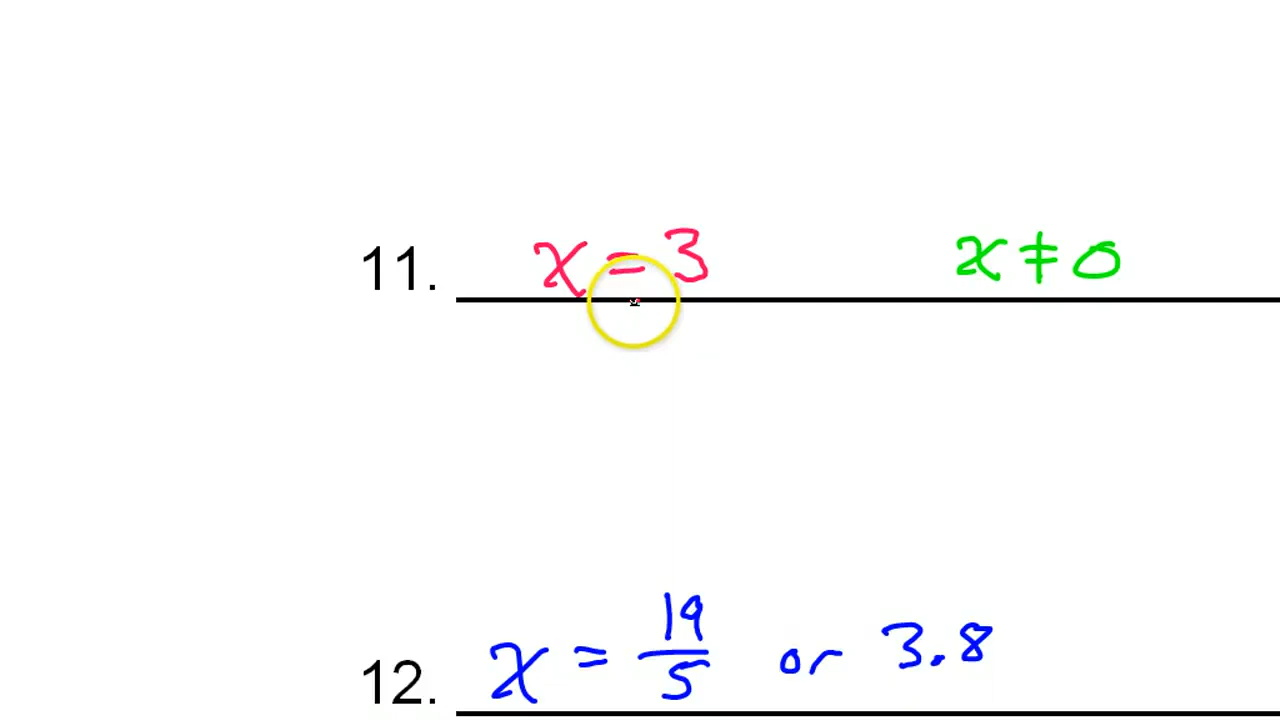 11. x = 3 x ≠ 0
12. x = 19/5 or 3.8